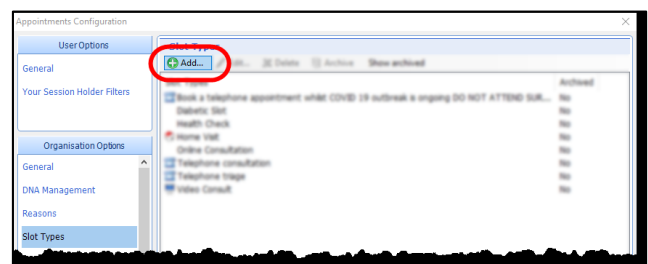 Appointments Configuration
User Options
General
Your Session Holder Filters
Organisation Options
General
DNA Management
Reasons
Slot Types
Slot Types
Add...
Edit...
Delete
Archive
Show archived
Slot Types
Archived
Book a telephone appointment whilst COVID 19 outbreak is ongoing DO NOT ATTEND SUR...
No
Diabetic Slot
No
Health Check
No
Home Visit
No
Online Consultation
No
Telephone consultation
No
Telephone triage
No
Video Consult
No